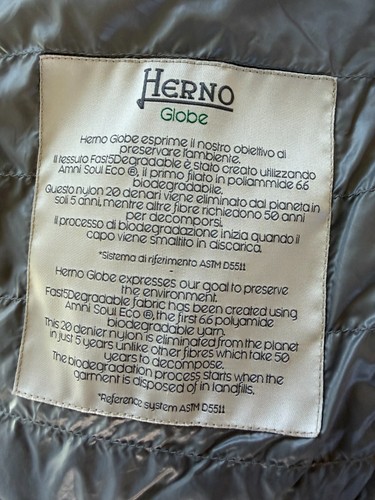 HERNO
Globe
Herno Globe esprime il nostro obiettivo di
preservare l'ambiente.
Il tessuto Fast5Degradable è stato creato utilizzando
Amni Soul Eco ®, il primo filato in poliammide 6.6
biodegradabile.
Questo nylon 20 denari viene eliminato dal pianeta in
soli 5 anni, mentre altre fibre richiedono 50 anni
per decomporsi.
Il processo di biodegradazione inizia quando il
capo viene smaltito in discarica.
*Sistema di riferimento ASTM D5511
-
Herno Globe expresses our goal to preserve
the environment.
Fast5Degradable fabric has been created using
Amni Soul Eco ®, the first 6.6 polyamide
biodegradable yarn.
This 20 denier nylon is eliminated from the planet
in just 5 years unlike other fibres which take 50
years to decompose.
The biodegradation process starts when the
garment is disposed of in landfills.
*Reference system ASTM D5511